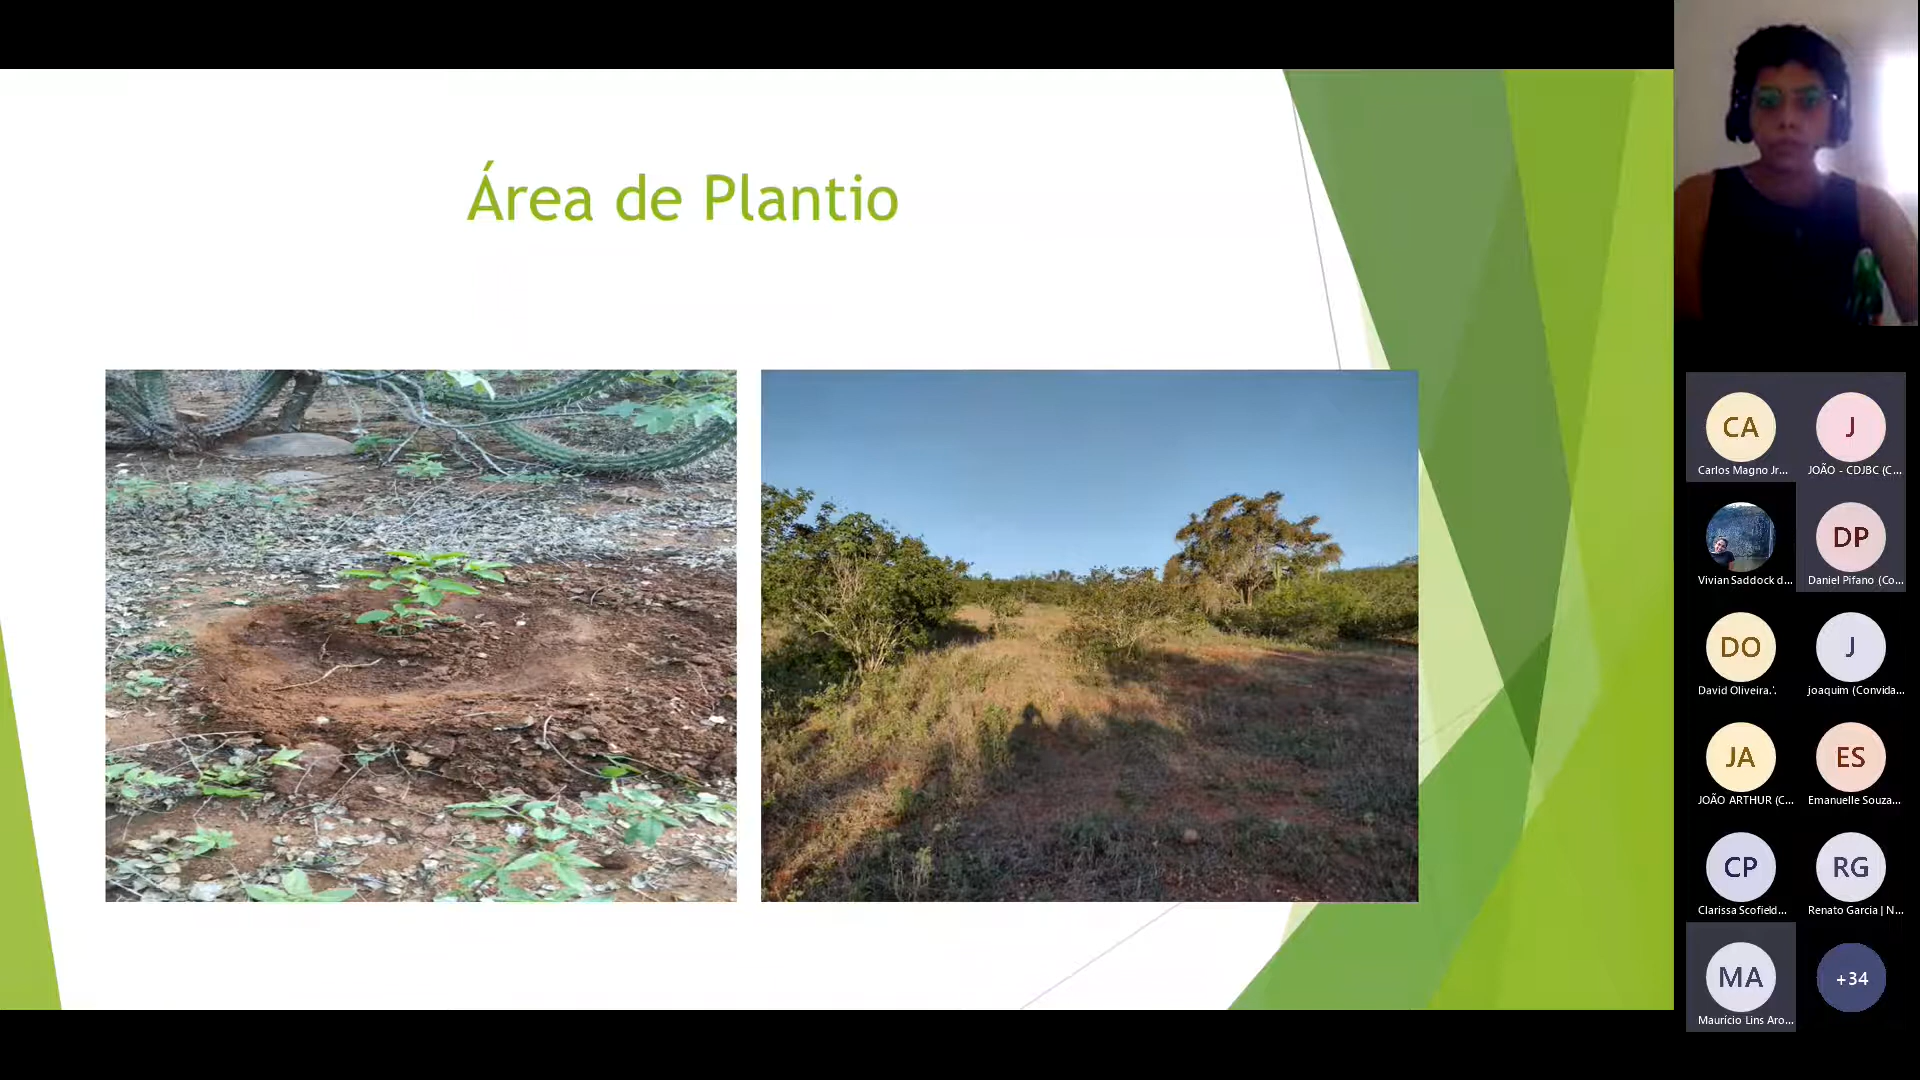 Área de Plantio
CA
Carlos Magno Jr...
J
JOÃO - CDJBC (C...
Vivian Saddock d...
DP
Daniel Pifano (Co...
DO
David Oliveira.'.
J
joaquim (Convida...
JA
JOÃO ARTHUR (C...
ES
Emanuelle Souza...
CP
Clarissa Scofield...
RG
Renato Garcia | N...
MA
Maurício Lins Aro...
+34